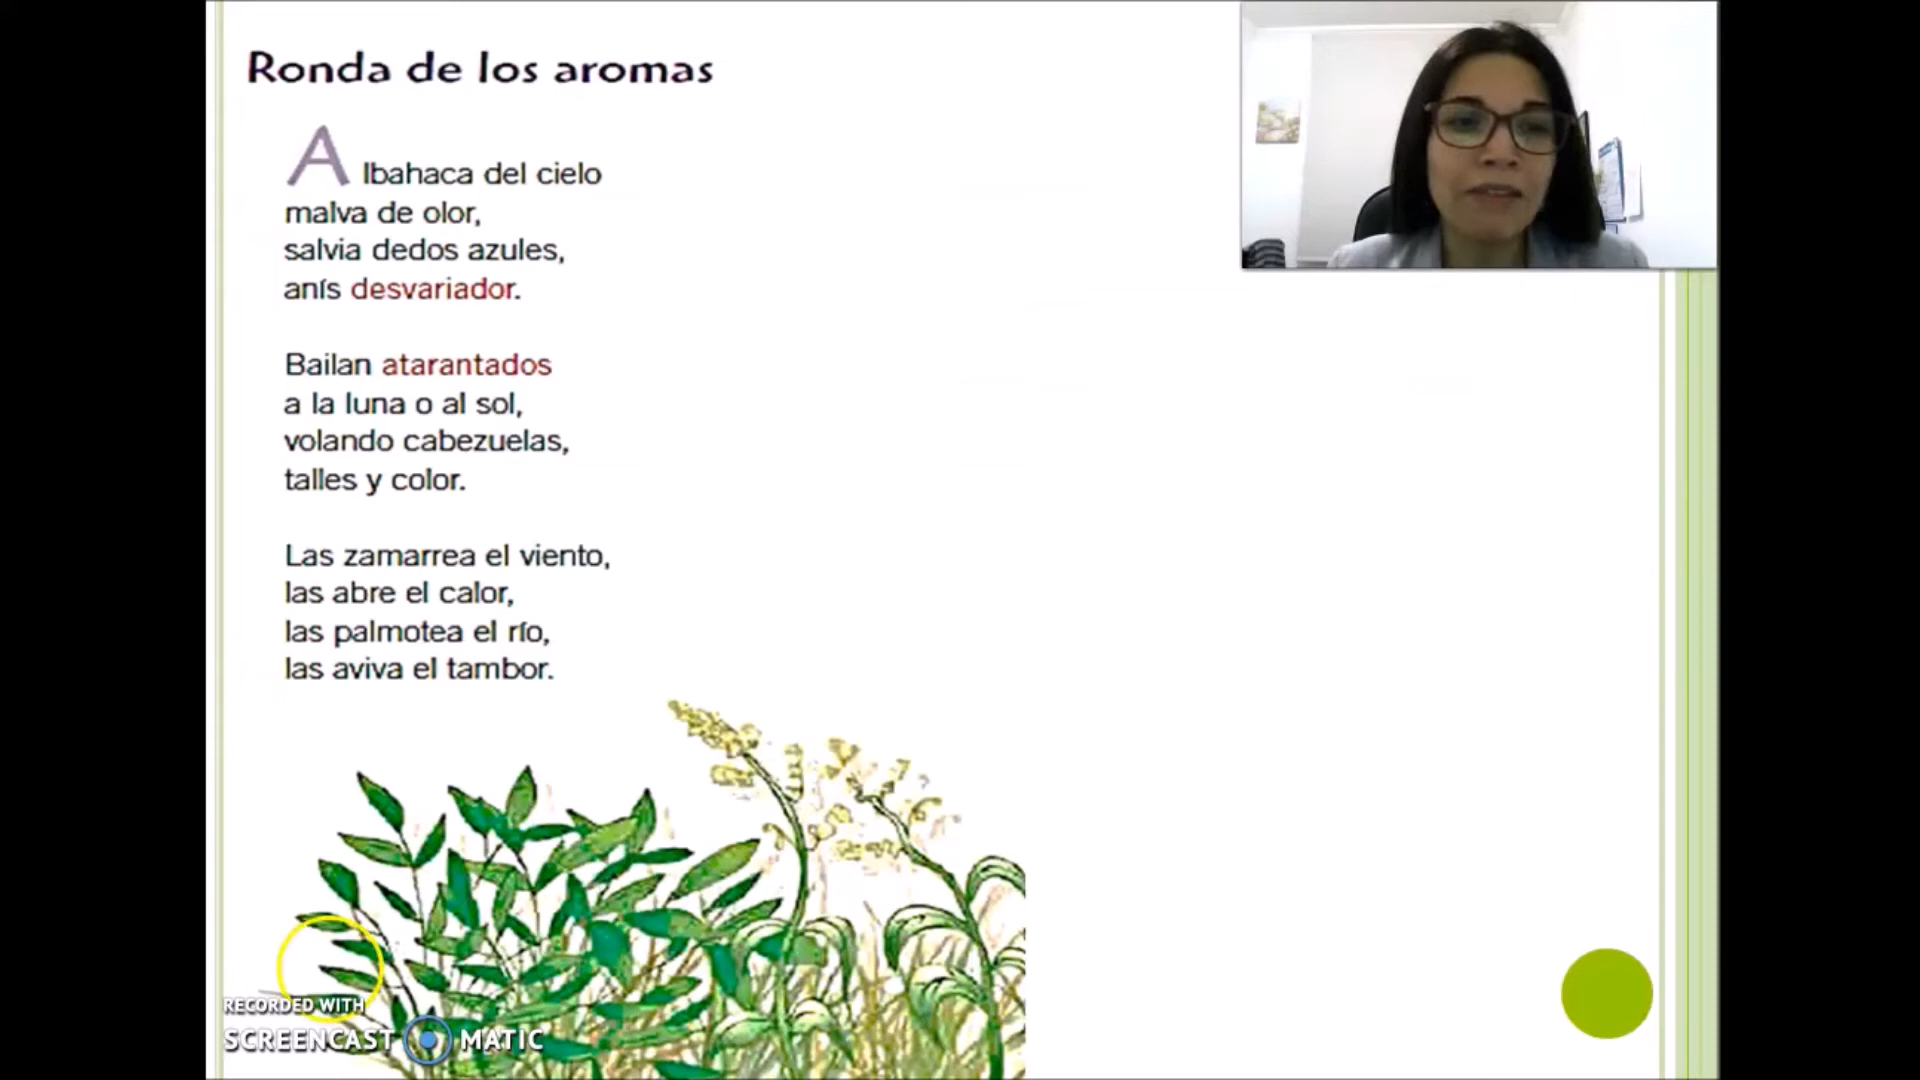 Ronda de los aromas
Albahaca del cielo
malva de olor,
salvia dedos azules,
anís desvariador.
Bailan atarantados
a la luna o al sol,
volando cabezuelas,
talles y color.
Las zamarrea el viento,
las abre el calor,
las palmotea el río,
las aviva el tambor.
RECORDED WITH
SCREENCAST MATIC